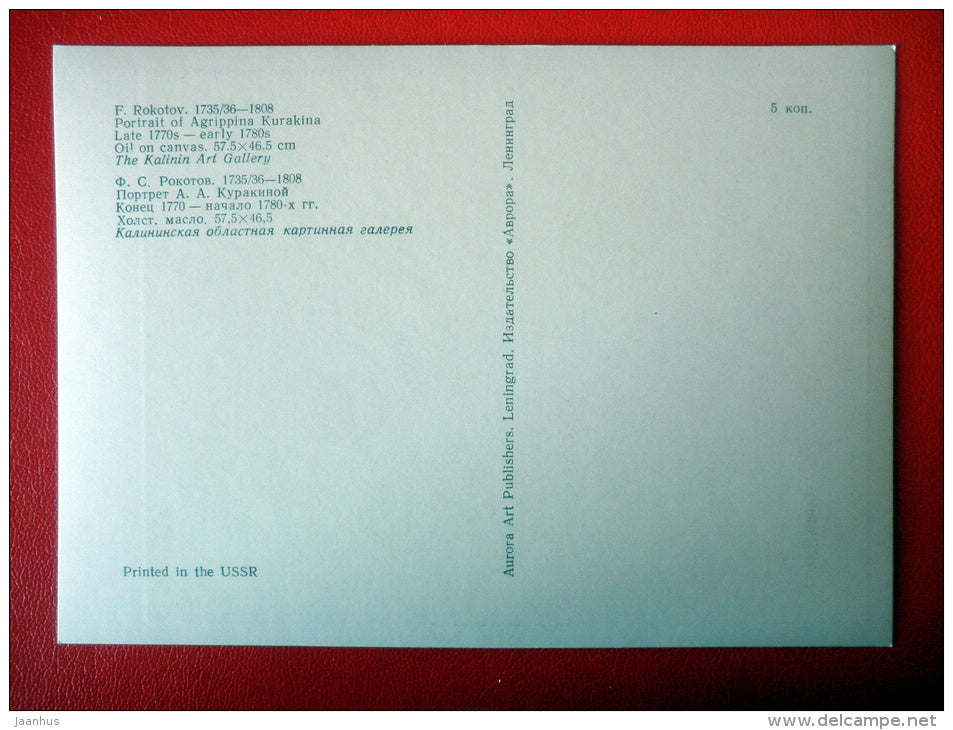 F. Rokotov. 1735/36—1808
Portrait of Agrippina Kurakina
Late 1770s — early 1780s
Oil on canvas. 57.5×46.5 cm
The Kalinin Art Gallery
Ф. С. Рокотов. 1735/36—1808
Портрет А. А. Куракиной
Конец 1770 — начало 1780-х гг.
Холст, масло. 57,5×46,5
Калининская областная картинная галерея
Printed in the USSR
Aurora Art Publishers. Leningrad. Издательство «Аврора». Ленинград
5 коп.
jaanhus
www.delcampe.net